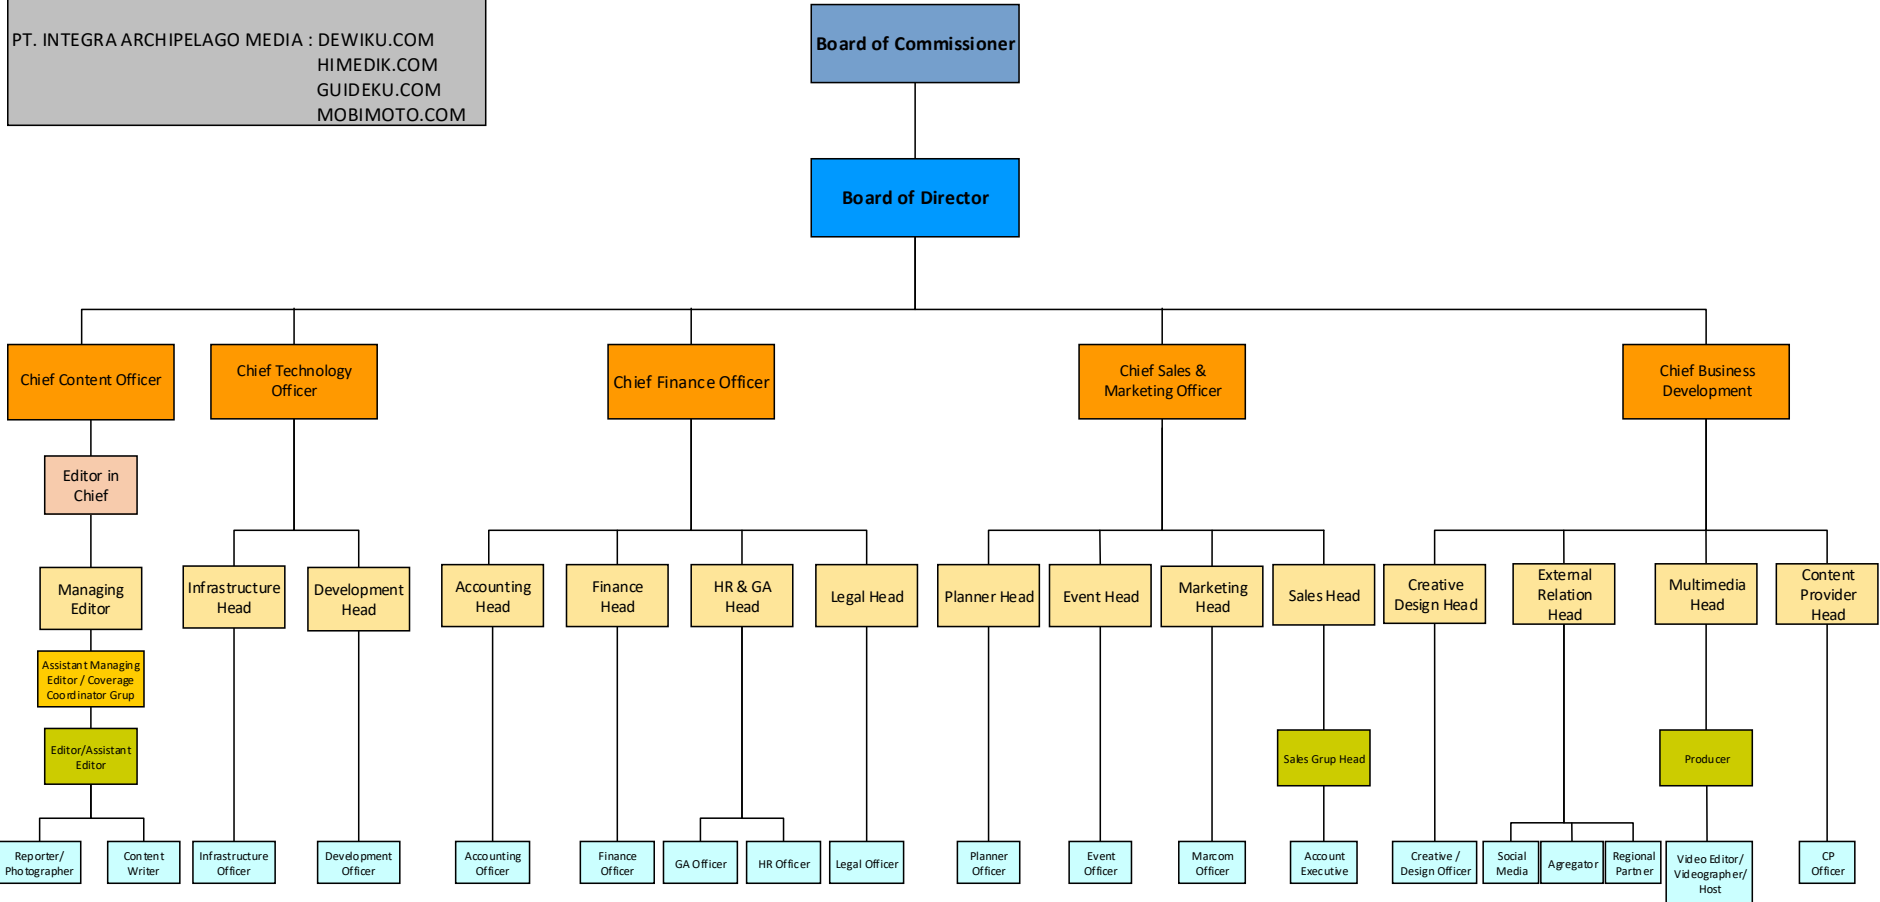 PT. INTEGRA ARCHIPELAGO MEDIA : DEWIKU.COM
HIMEDIK.COM
GUIDEKU.COM
MOBIMOTO.COM
Board of Commissioner
Board of Director
Chief Content Officer
Chief Technology
Officer
Chief Finance Officer
Chief Sales &
Marketing Officer
Chief Business
Development
Editor in
Chief
Managing
Editor
Infrastructure
Head
Development
Head
Accounting
Head
Finance
Head
HR & GA
Head
Legal Head
Planner Head
Event Head
Marketing
Head
Sales Head
Creative
Design Head
External
Relation
Head
Multimedia
Head
Content
Provider
Head
Assistant Managing
Editor / Coverage
Coordinator Grup
Editor/Assistant
Editor
Sales Grup Head
Producer
Reporter/
Photographer
Content
Writer
Infrastructure
Officer
Development
Officer
Accounting
Officer
Finance
Officer
GA Officer
HR Officer
Legal Officer
Planner
Officer
Event
Officer
Marcom
Officer
Account
Executive
Creative /
Design Officer
Social
Media
Agregator
Regional
Partner
Video Editor/
Videographer/
Host
CP
Officer